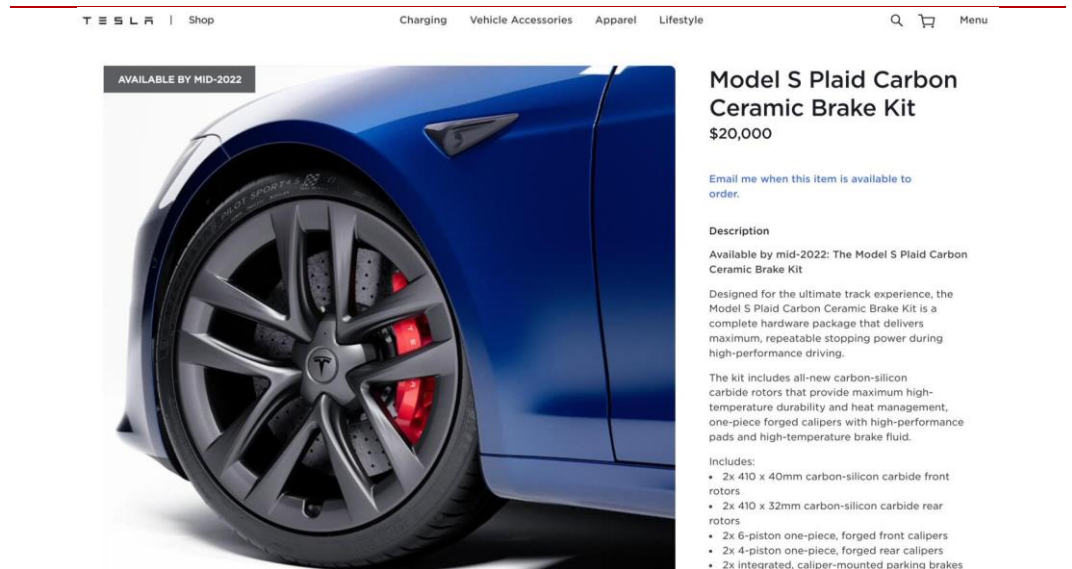 TESLA | Shop
Charging Vehicle Accessories Apparel Lifestyle
Menu
AVAILABLE BY MID-2022
PILOT SPORT 4 S
Model S Plaid Carbon
Ceramic Brake Kit
$20,000
Email me when this item is available to
order.
Description
Available by mid-2022: The Model S Plaid Carbon
Ceramic Brake Kit
Designed for the ultimate track experience, the
Model S Plaid Carbon Ceramic Brake Kit is a
complete hardware package that delivers
maximum, repeatable stopping power during
high-performance driving.
The kit includes all-new carbon-silicon
carbide rotors that provide maximum high-
temperature durability and heat management,
one-piece forged calipers with high-performance
pads and high-temperature brake fluid.
Includes:
• 2x 410 x 40mm carbon-silicon carbide front
rotors
• 2x 410 x 32mm carbon-silicon carbide rear
rotors
• 2x 6-piston one-piece, forged front calipers
• 2x 4-piston one-piece, forged rear calipers
• 2x integrated, caliper-mounted parking brakes